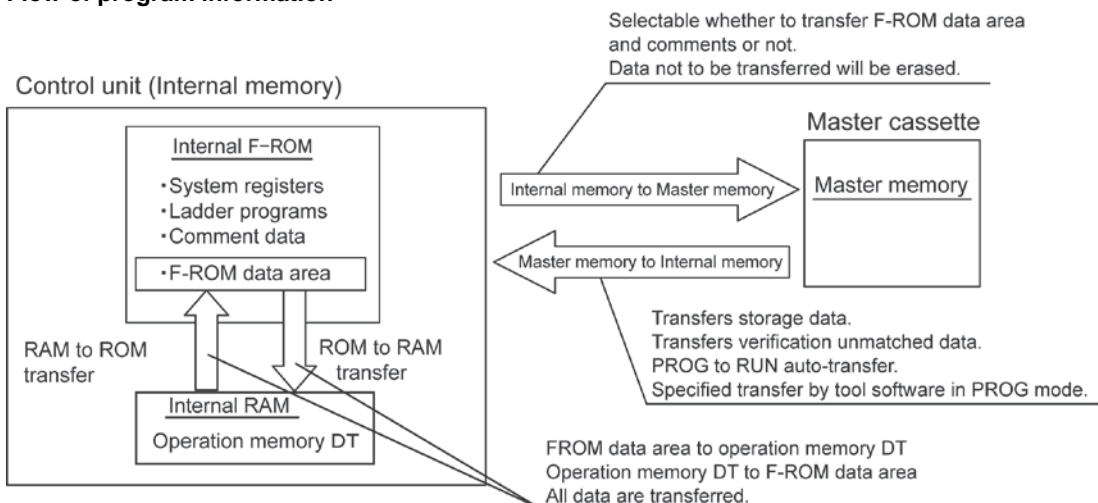 Flow of program information
Selectable whether to transfer F-ROM data area
and comments or not.
Data not to be transferred will be erased.
Control unit (Internal memory)
Master cassette
Internal F-ROM
・System registers
・Ladder programs
・Comment data
・F-ROM data area
Internal memory to Master memory
Master memory
Master memory to Internal memory
RAM to ROM
transfer
ROM to RAM
transfer
Internal RAM
Operation memory DT
Transfers storage data.
Transfers verification unmatched data.
PROG to RUN auto-transfer.
Specified transfer by tool software in PROG mode.
FROM data area to operation memory DT
Operation memory DT to F-ROM data area
All data are transferred.